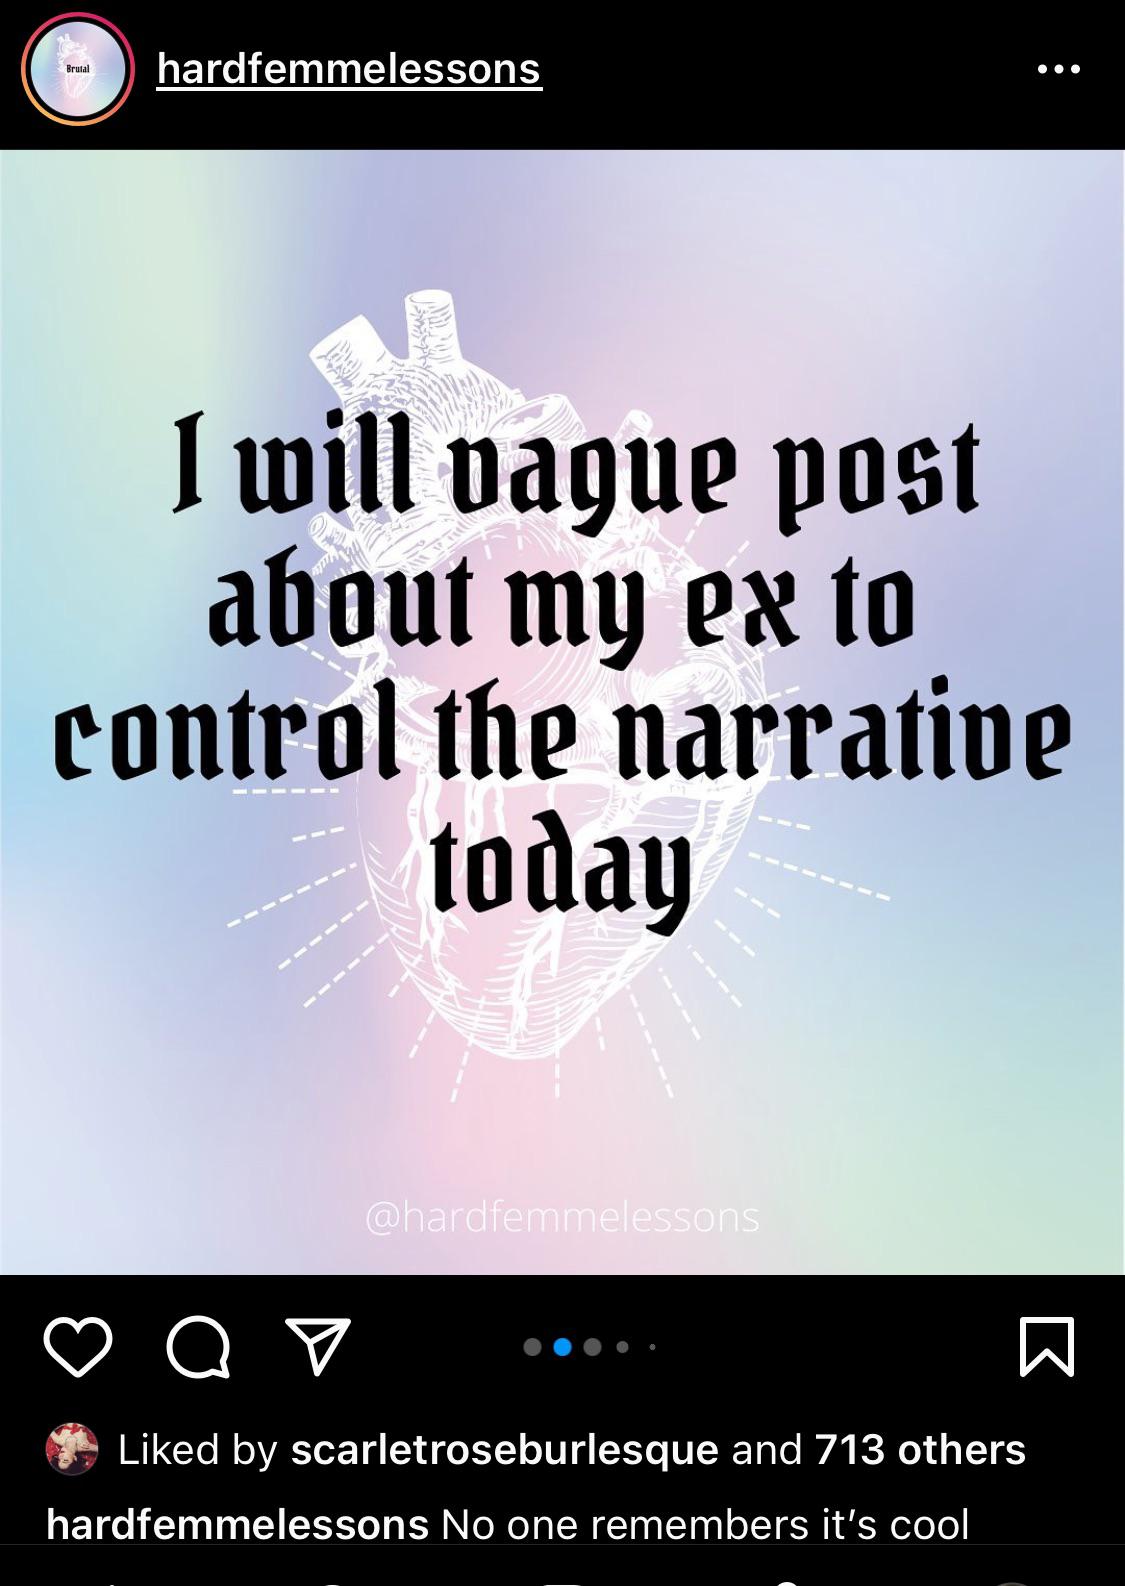 Brutal
hardfemmelessons
I will vague post
about my ex to
control the narrative
today
@hardfemmelessons
Liked by scarletroseburlesque and 713 others
hardfemmelessons No one remembers it’s cool